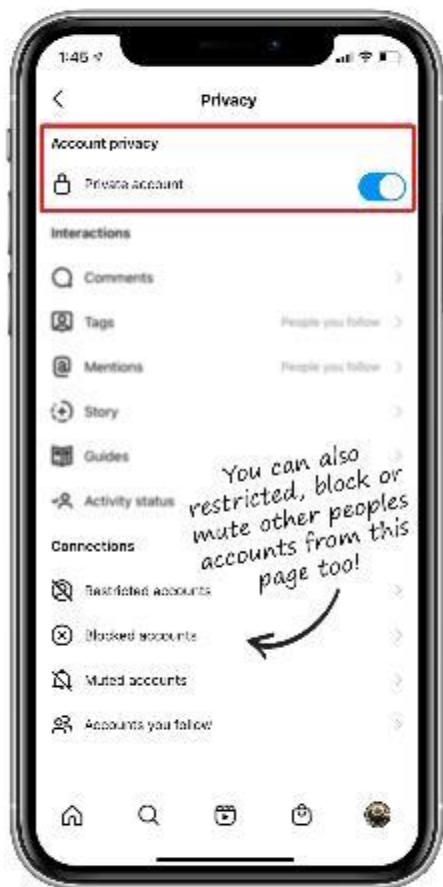 1:45
Privacy
Account privacy
Private account
Interactions
Comments
Tags People you follow
Mentions People you follow
Story
Guides
Activity status
You can also
restricted, block or
mute other peoples
accounts from this
page too!
Connections
Restricted accounts
Blocked accounts
Muted accounts
Accounts you follow